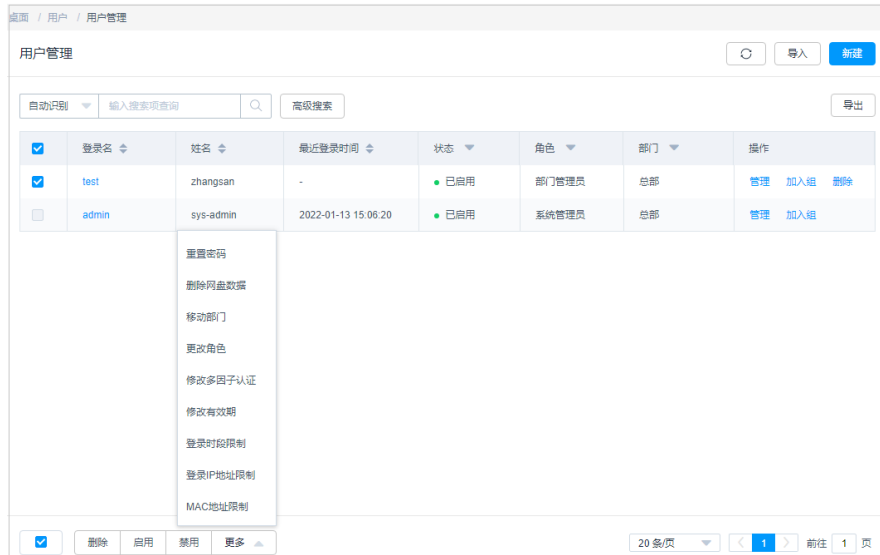 桌面 / 用户 / 用户管理
用户管理 导入 新建
自动识别 输入搜索项查询 高级搜索 导出
登录名 姓名 最近登录时间 状态 角色 部门 操作
test zhangsan - 已启用 部门管理员 总部 管理 加入组 删除
admin sys-admin 2022-01-13 15:06:20 已启用 系统管理员 总部 管理 加入组
重置密码
删除网盘数据
移动部门
更改角色
修改多因子认证
修改有效期
登录时段限制
登录IP地址限制
MAC地址限制
删除 启用 禁用 更多 20 条/页 < 1 > 前往 1 页